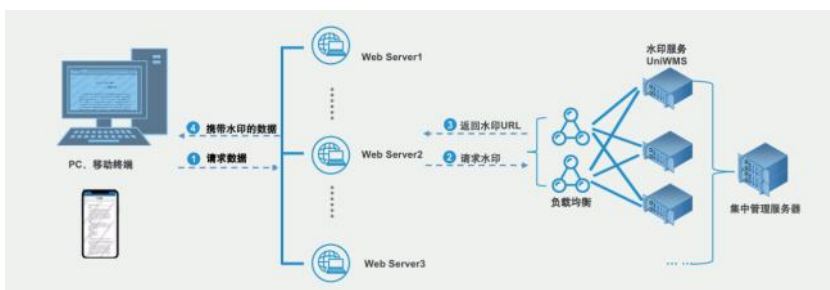 水印服务
UniWMS
Web Server1
4 携带水印的数据
3 返回水印URL
PC、移动终端
1 请求数据
Web Server2
2 请求水印
负载均衡
集中管理服务器
Web Server3
... ...